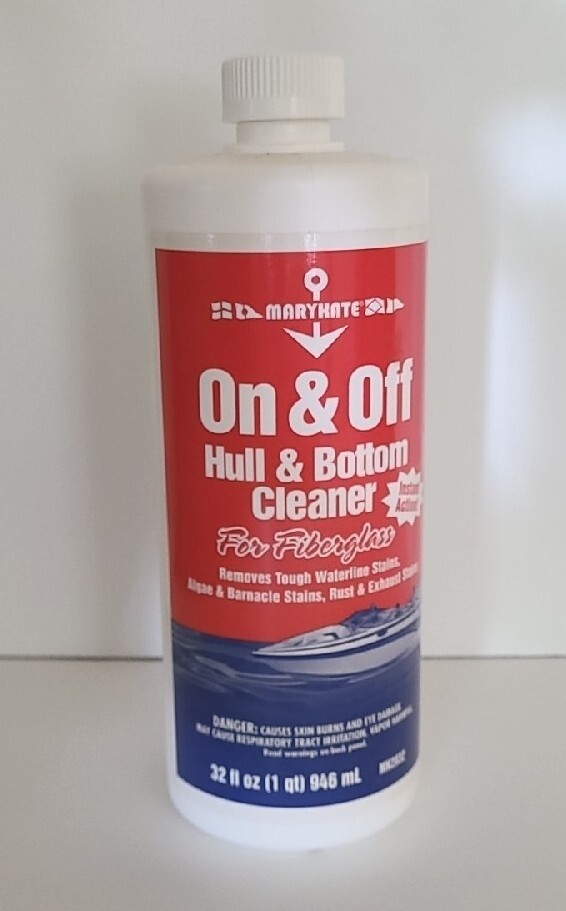 MARYKATE®
On & Off
Hull & Bottom
Cleaner
Instant
Action!
For Fiberglass
Removes Tough Waterline Stains,
Algae & Barnacle Stains, Rust & Exhaust Stains
DANGER: CAUSES SKIN BURNS AND EYE DAMAGE.
MAY CAUSE RESPIRATORY TRACT IRRITATION. VAPOR HARMFUL.
Read warnings on back panel.
32 fl oz (1 qt) 946 mL